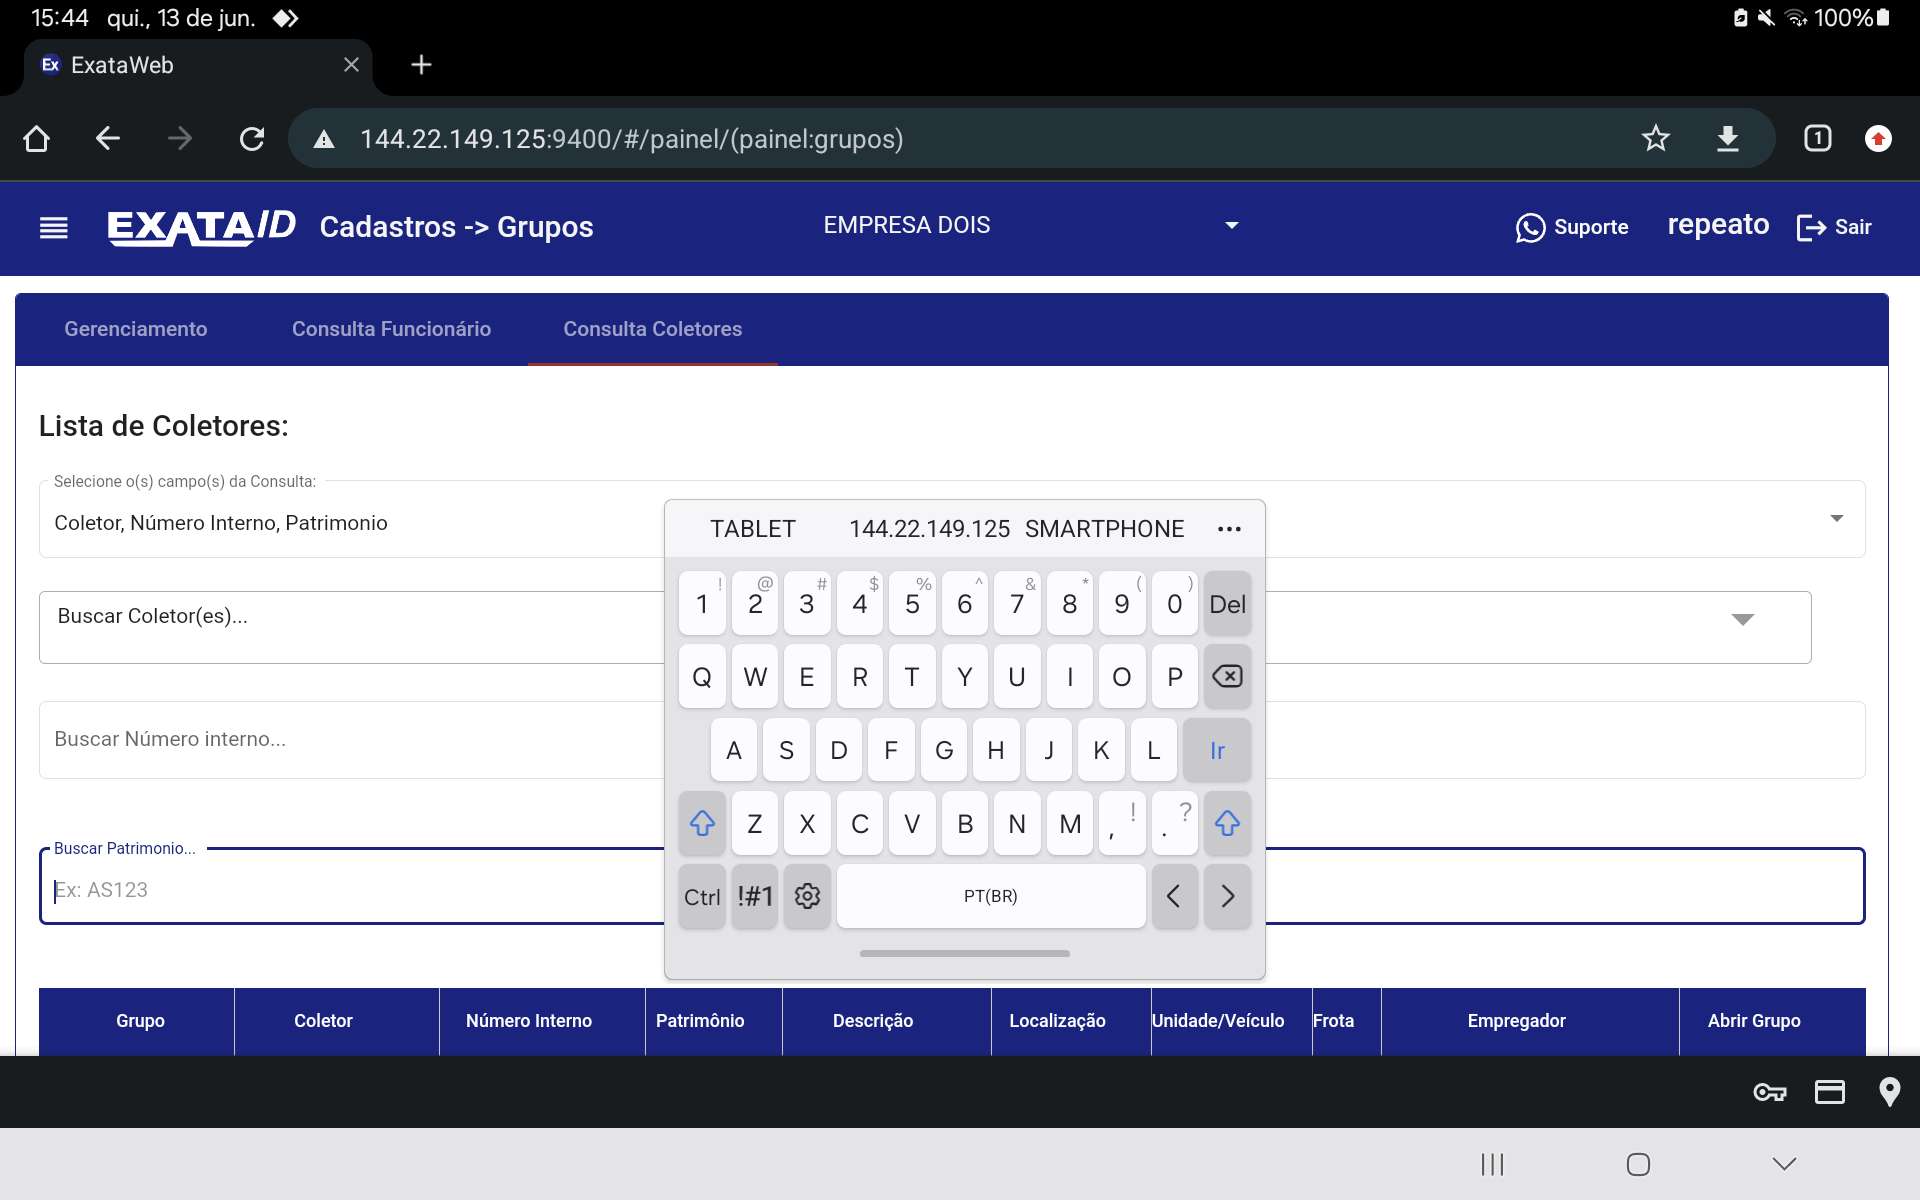 15:44 qui., 13 de jun. 100%
Ex ExataWeb
144.22.149.125:9400/#/painel/(painel:grupos) 1
EXATAID Cadastros -> Grupos EMPRESA DOIS Suporte repeato Sair
Gerenciamento Consulta Funcionário Consulta Coletores
Lista de Coletores:
Selecione o(s) campo(s) da Consulta:
Coletor, Número Interno, Patrimonio
TABLET 144.22.149.125 SMARTPHONE ...
! @ # $ % ^ & * ( )
1 2 3 4 5 6 7 8 9 0 Del
Buscar Coletor(es)...
Q W E R T Y U I O P
Buscar Número interno...
A S D F G H J K L Ir
Z X C V B N M , ! . ?
Buscar Patrimonio...
Ex: AS123
Ctrl !#1 PT(BR) < >
Grupo Coletor Número Interno Patrimônio Descrição Localização Unidade/Veículo Frota Empregador Abrir Grupo